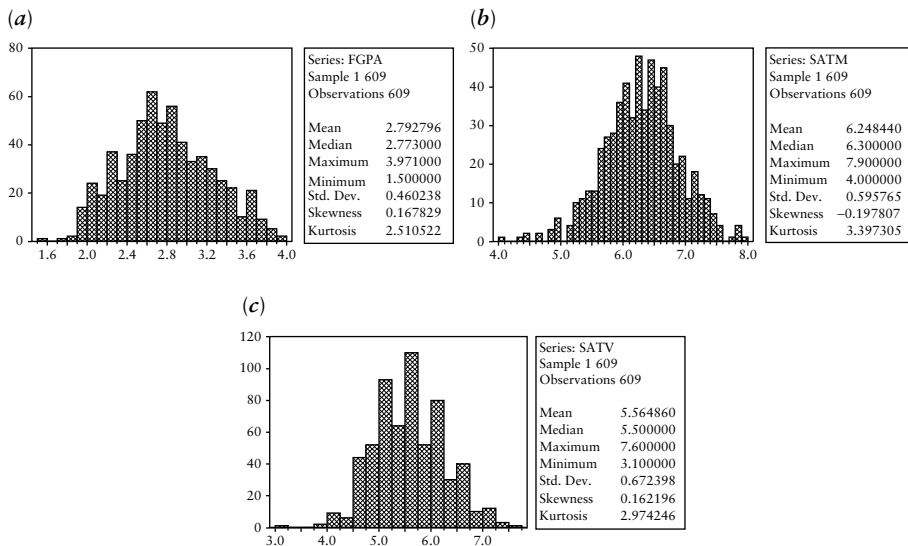 (a)
80
60
40
20
0
1.6 2.0 2.4 2.8 3.2 3.6 4.0
Series: FGPA
Sample 1 609
Observations 609
Mean 2.792796
Median 2.773000
Maximum 3.971000
Minimum 1.500000
Std. Dev. 0.460238
Skewness 0.167829
Kurtosis 2.510522
(b)
50
40
30
20
10
0
4.0 5.0 6.0 7.0 8.0
Series: SATM
Sample 1 609
Observations 609
Mean 6.248440
Median 6.300000
Maximum 7.900000
Minimum 4.000000
Std. Dev. 0.595765
Skewness –0.197807
Kurtosis 3.397305
(c)
120
100
80
60
40
20
0
3.0 4.0 5.0 6.0 7.0
Series: SATV
Sample 1 609
Observations 609
Mean 5.564860
Median 5.500000
Maximum 7.600000
Minimum 3.100000
Std. Dev. 0.672398
Skewness 0.162196
Kurtosis 2.974246